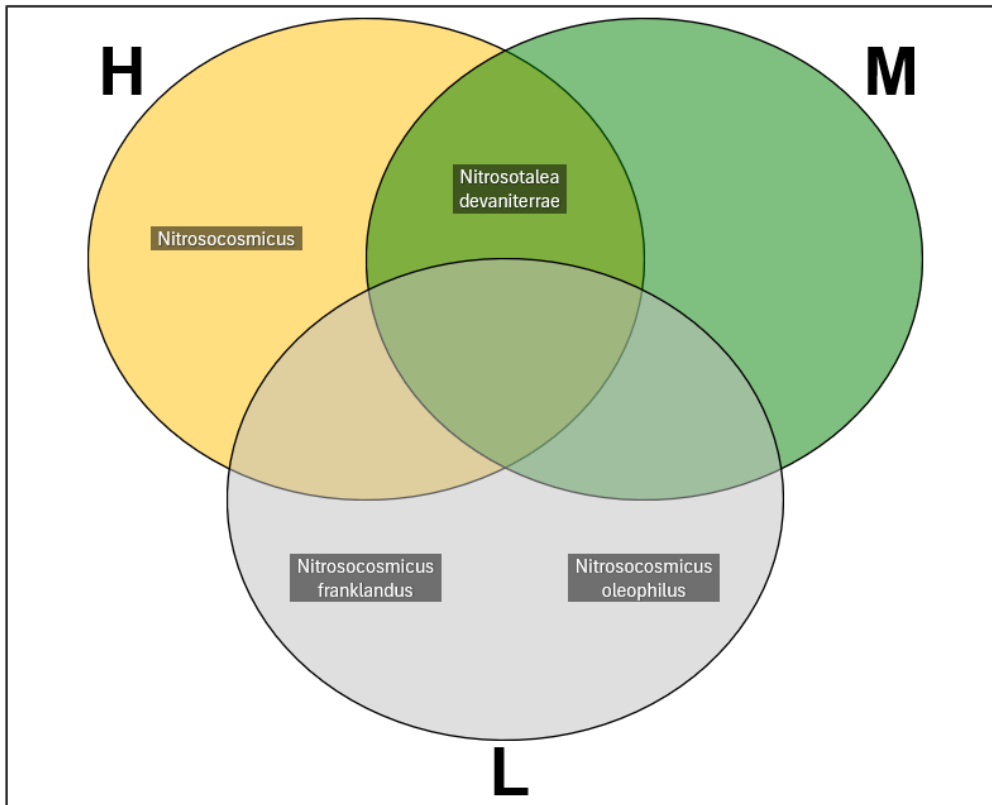 H
M
Nitrosotalea
devaniterrae
Nitrosocosmicus
Nitrosocosmicus
franklandus
Nitrosocosmicus
oleophilus
L